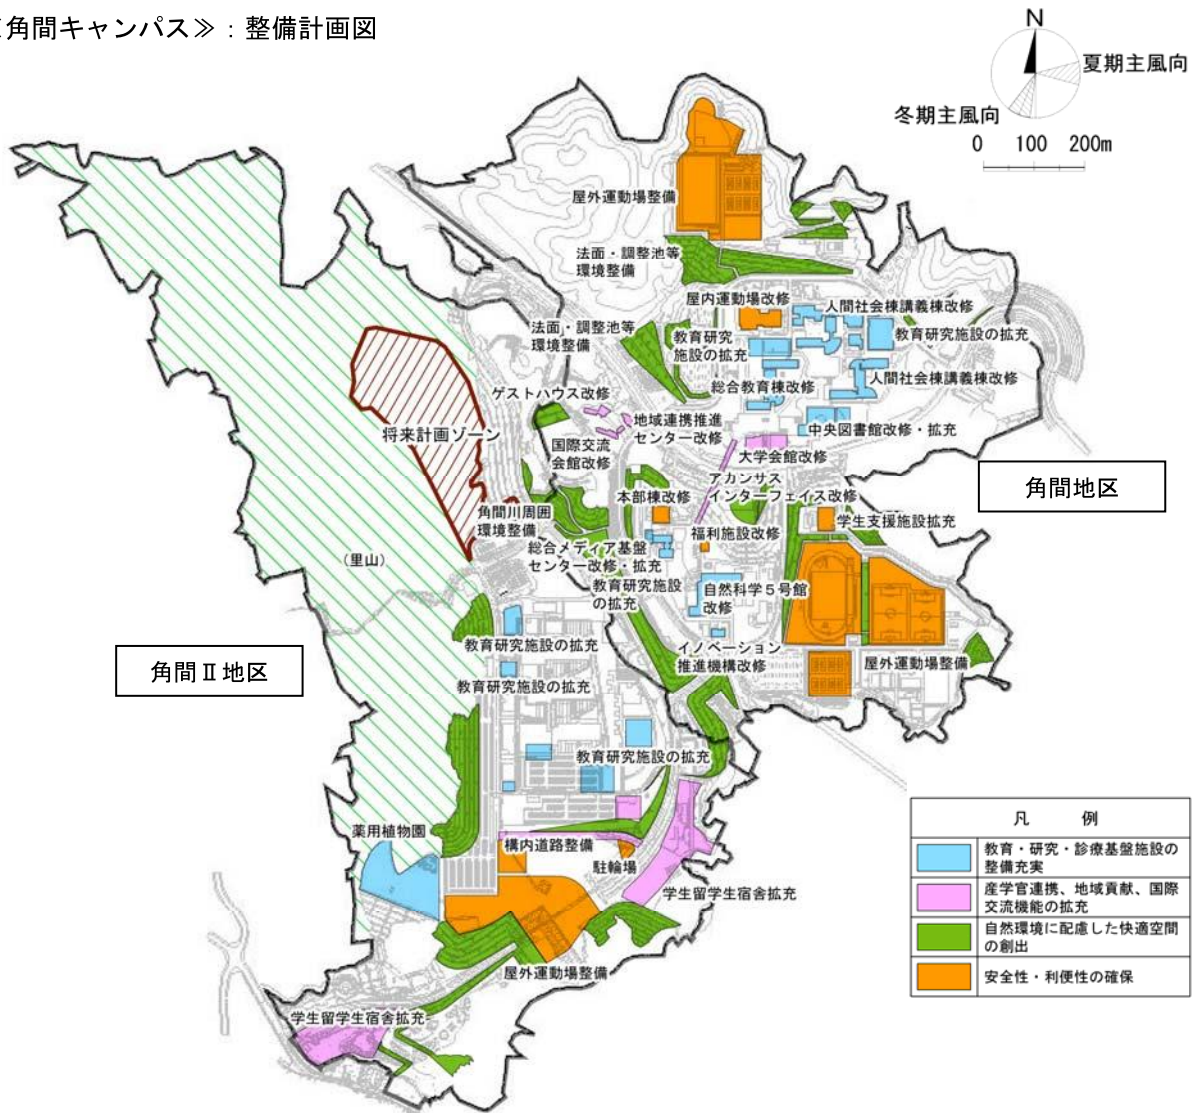 ≪角間キャンパス≫：整備計画図
N
夏期主風向
冬期主風向
0 100 200m
屋外運動場整備
法面・調整池等
環境整備
屋内運動場改修
人間社会棟講義棟改修
法面・調整池等
環境整備
教育研究
施設の拡充
教育研究施設の拡充
総合教育棟改修
人間社会棟講義棟改修
ゲストハウス改修
地域連携推進
センター改修
中央図書館改修・拡充
将来計画ゾーン
国際交流
会館改修
大学会館改修
アカンサス
インターフェイス改修
角間地区
本部棟改修
角間川周囲
環境整備
学生支援施設拡充
福利施設改修
総合メディア基盤
センター改修・拡充
（里山）
教育研究施設
の拡充
自然科学５号館
改修
教育研究施設の拡充
イノベーション
推進機構改修
屋外運動場整備
角間Ⅱ地区
教育研究施設の拡充
教育研究施設の拡充
薬用植物園
構内道路整備
駐輪場
学生留学生宿舎拡充
屋外運動場整備
学生留学生宿舎拡充
凡　例
教育・研究・診療基盤施設の
整備充実
産学官連携、地域貢献、国際
交流機能の拡充
自然環境に配慮した快適空間
の創出
安全性・利便性の確保